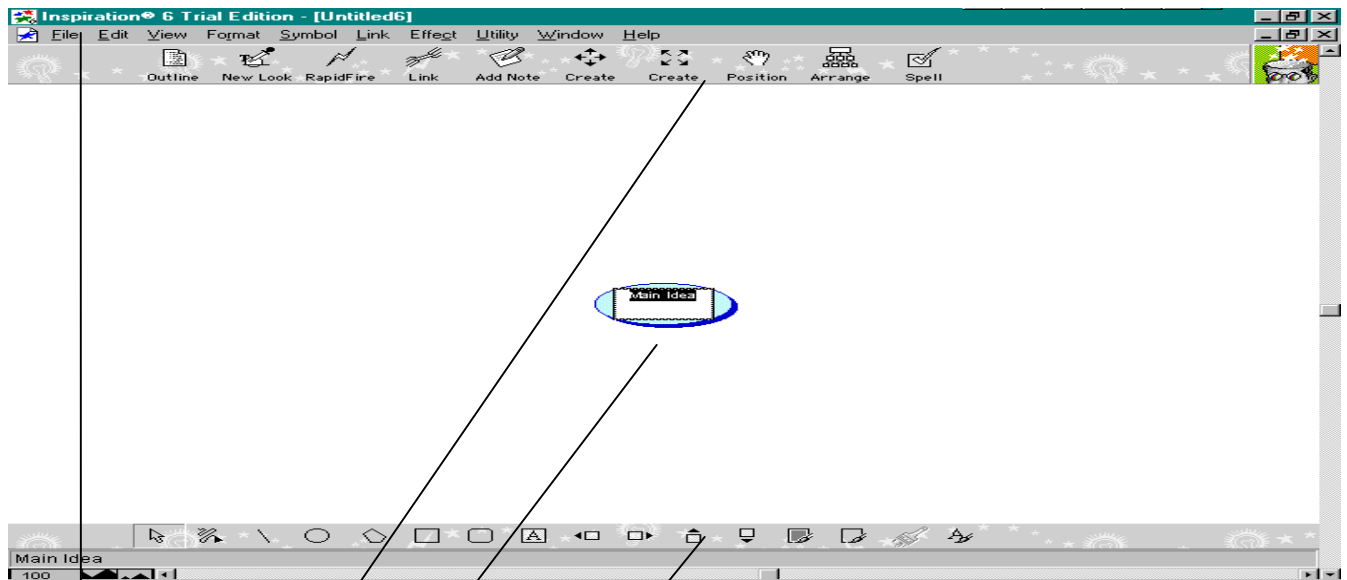 Inspiration® 6 Trial Edition - [Untitled6]
File Edit View Format Symbol Link Effect Utility Window Help
Outline New Look RapidFire Link Add Note Create Create Position Arrange Spell
Main Idea
A
Main Idea
100